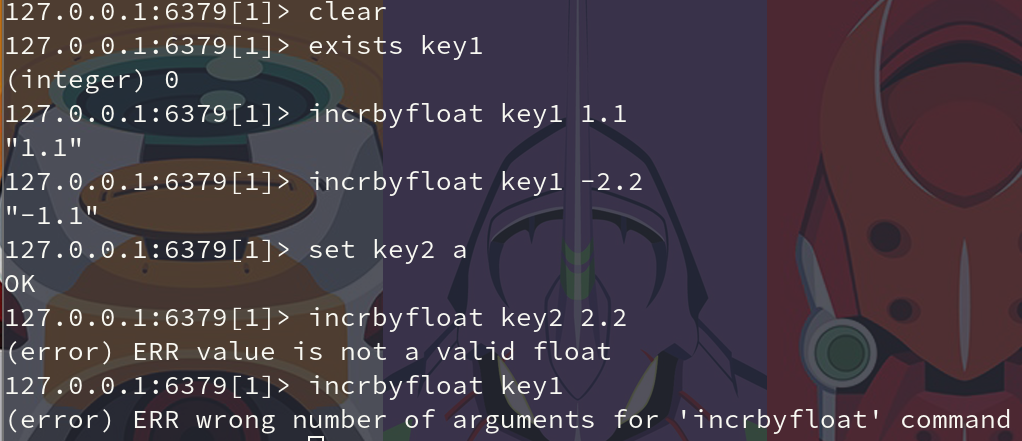 127.0.0.1:6379[1]> clear
127.0.0.1:6379[1]> exists key1
(integer) 0
127.0.0.1:6379[1]> incrbyfloat key1 1.1
"1.1"
127.0.0.1:6379[1]> incrbyfloat key1 -2.2
"-1.1"
127.0.0.1:6379[1]> set key2 a
OK
127.0.0.1:6379[1]> incrbyfloat key2 2.2
(error) ERR value is not a valid float
127.0.0.1:6379[1]> incrbyfloat key1
(error) ERR wrong number of arguments for 'incrbyfloat' command